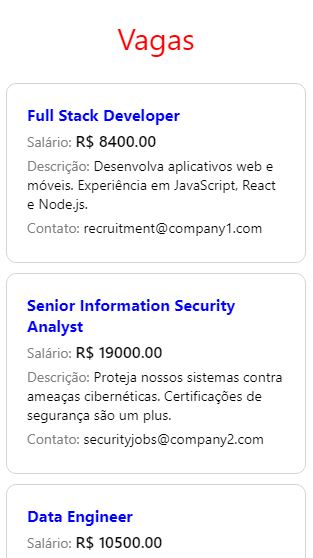 Vagas
Full Stack Developer
Salário: R$ 8400.00
Descrição: Desenvolva aplicativos web e
móveis. Experiência em JavaScript, React
e Node.js.
Contato: recruitment@company1.com
Senior Information Security
Analyst
Salário: R$ 19000.00
Descrição: Proteja nossos sistemas contra
ameaças cibernéticas. Certificações de
segurança são um plus.
Contato: securityjobs@company2.com
Data Engineer
Salário: R$ 10500.00